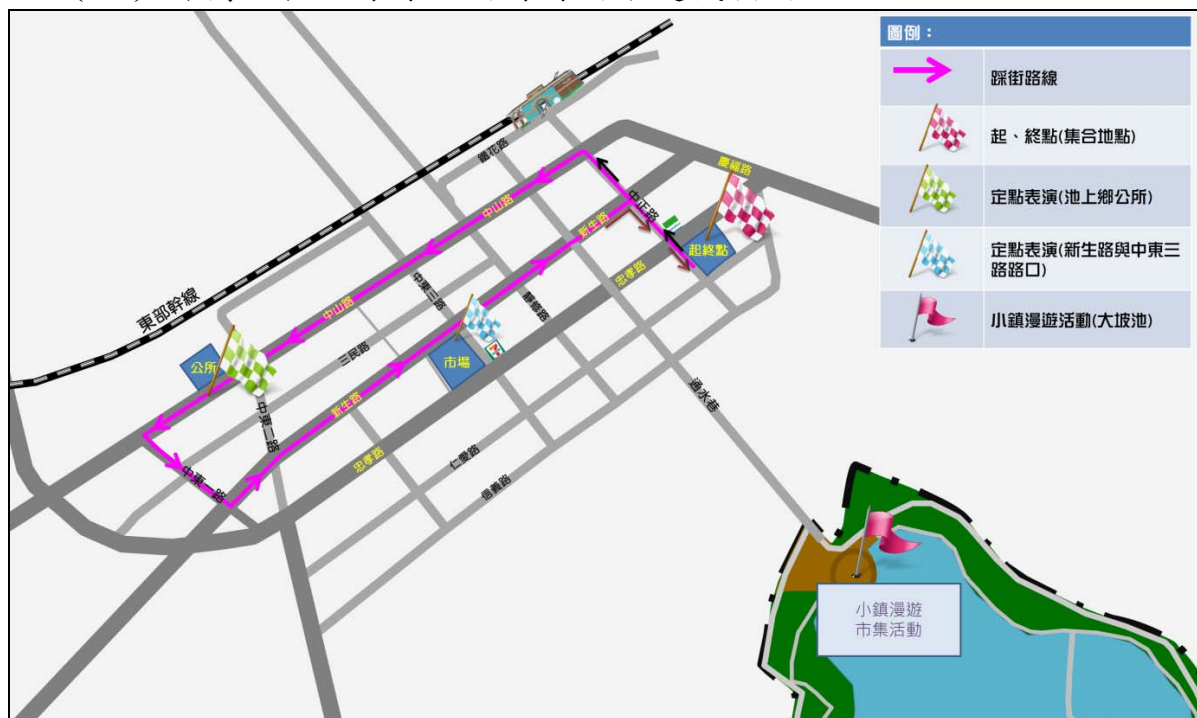 圖例：
踩街路線
起、終點(集合地點)
定點表演(池上鄉公所)
定點表演(新生路與中東三
路路口)
小鎮漫遊活動(大坡池)
鐵花路
慶福路
中正路
中山路
新生路
起終點
忠孝路
東部幹線
中東三路
靜修路
中山路
三民路
公所
市場
新生路
中東二路
忠孝路
仁愛路
信義路
中東一路
通水巷
小鎮漫遊
市集活動